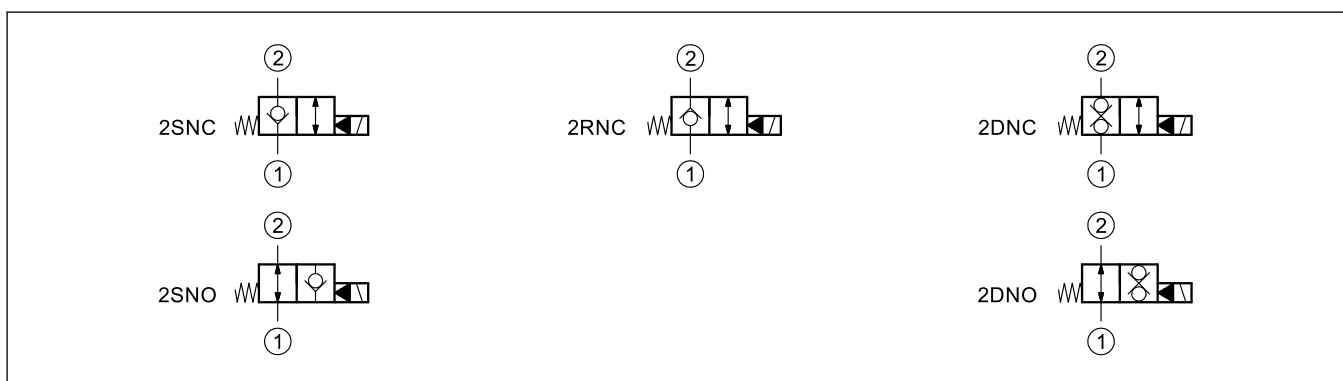 ② ② ②
2SNC 2RNC 2DNC
① ① ①
② ②
2SNO 2DNO
① ①